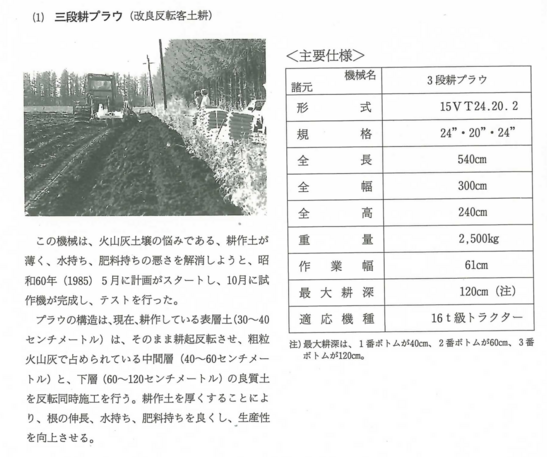 (1) 三段耕プラウ（改良反転客土耕）
この機械は、火山灰土壌の悩みである、耕作土が
薄く、水持ち、肥料持ちの悪さを解消しようと、昭
和60年（1985）５月に計画がスタートし、10月に試
作機が完成し、テストを行った。
プラウの構造は、現在、耕作している表層土(30～40
センチメートル）は、そのまま耕起反転させ、粗粒
火山灰で占められている中間層（40～60センチメー
トル）と、下層（60～120センチメートル）の良質土
を反転同時施工を行う。耕作土を厚くすることによ
り、根の伸長、水持ち、肥料持ちを良くし、生産性
を向上させる。
＜主要仕様＞
機械名 諸元 ３段耕プラウ
形式 15ＶＴ24.20.２
規格 24”・20”・24”
全長 540cm
全幅 300cm
全高 240cm
重量 2,500kg
作業幅 61cm
最大耕深 120cm（注）
適応機種 16ｔ級トラクター
注）最大耕深は、１番ボトムが40cm、２番ボトムが60cm、３番
ボトムが120cm。